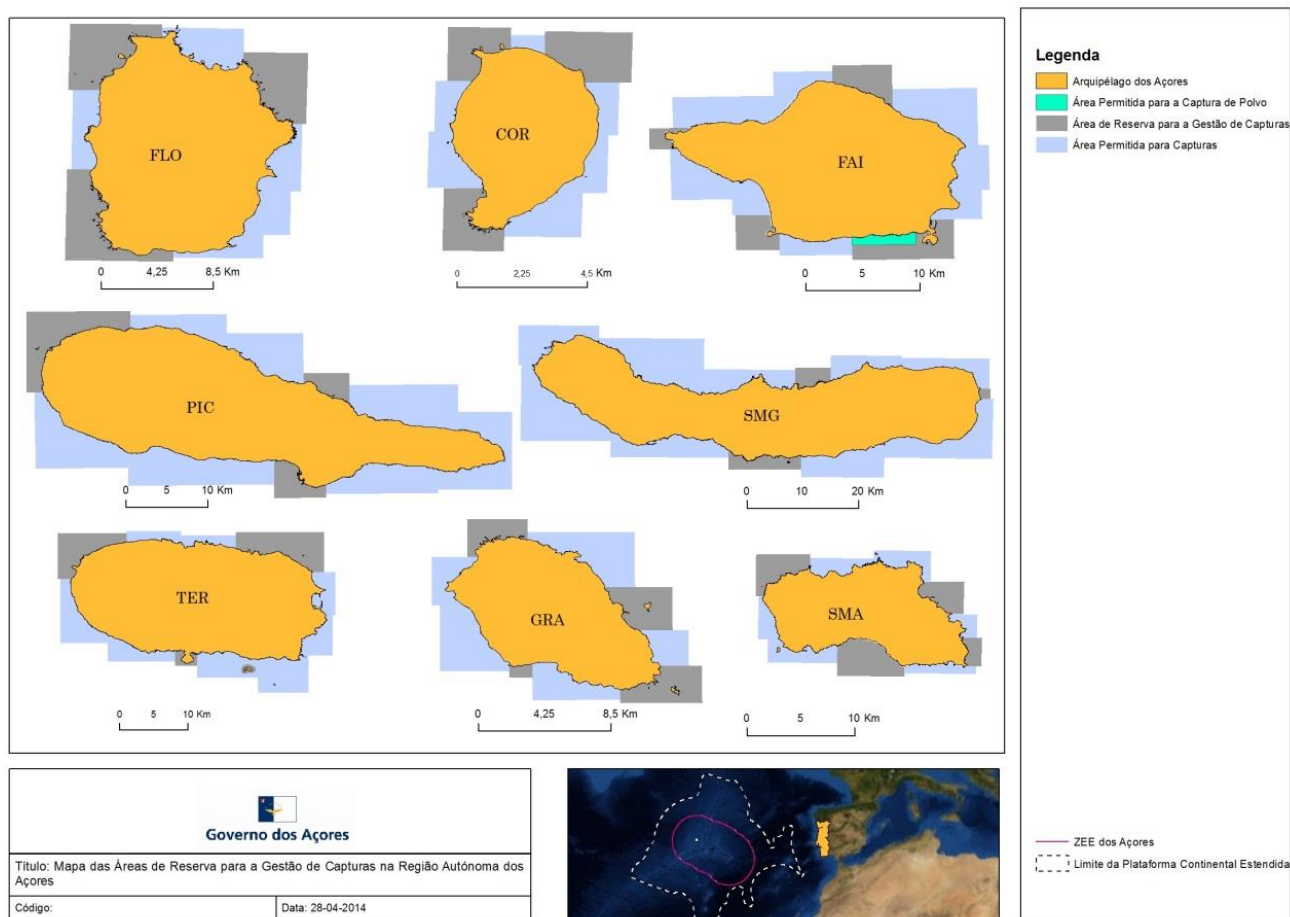 FLO
COR
FAI
0 4,25 8,5 Km
0 2,25 4,5 Km
0 5 10 Km
PIC
SMG
0 5 10 Km
0 10 20 Km
TER
GRA
SMA
0 5 10 Km
0 4,25 8,5 Km
0 5 10 Km
Legenda
Arquipélago dos Açores
Área Permitida para a Captura de Polvo
Área de Reserva para a Gestão de Capturas
Área Permitida para Capturas
ZEE dos Açores
Limite da Plataforma Continental Estendida
Governo dos Açores
Título: Mapa das Áreas de Reserva para a Gestão de Capturas na Região Autónoma dos
Açores
Código:
Data: 28-04-2014